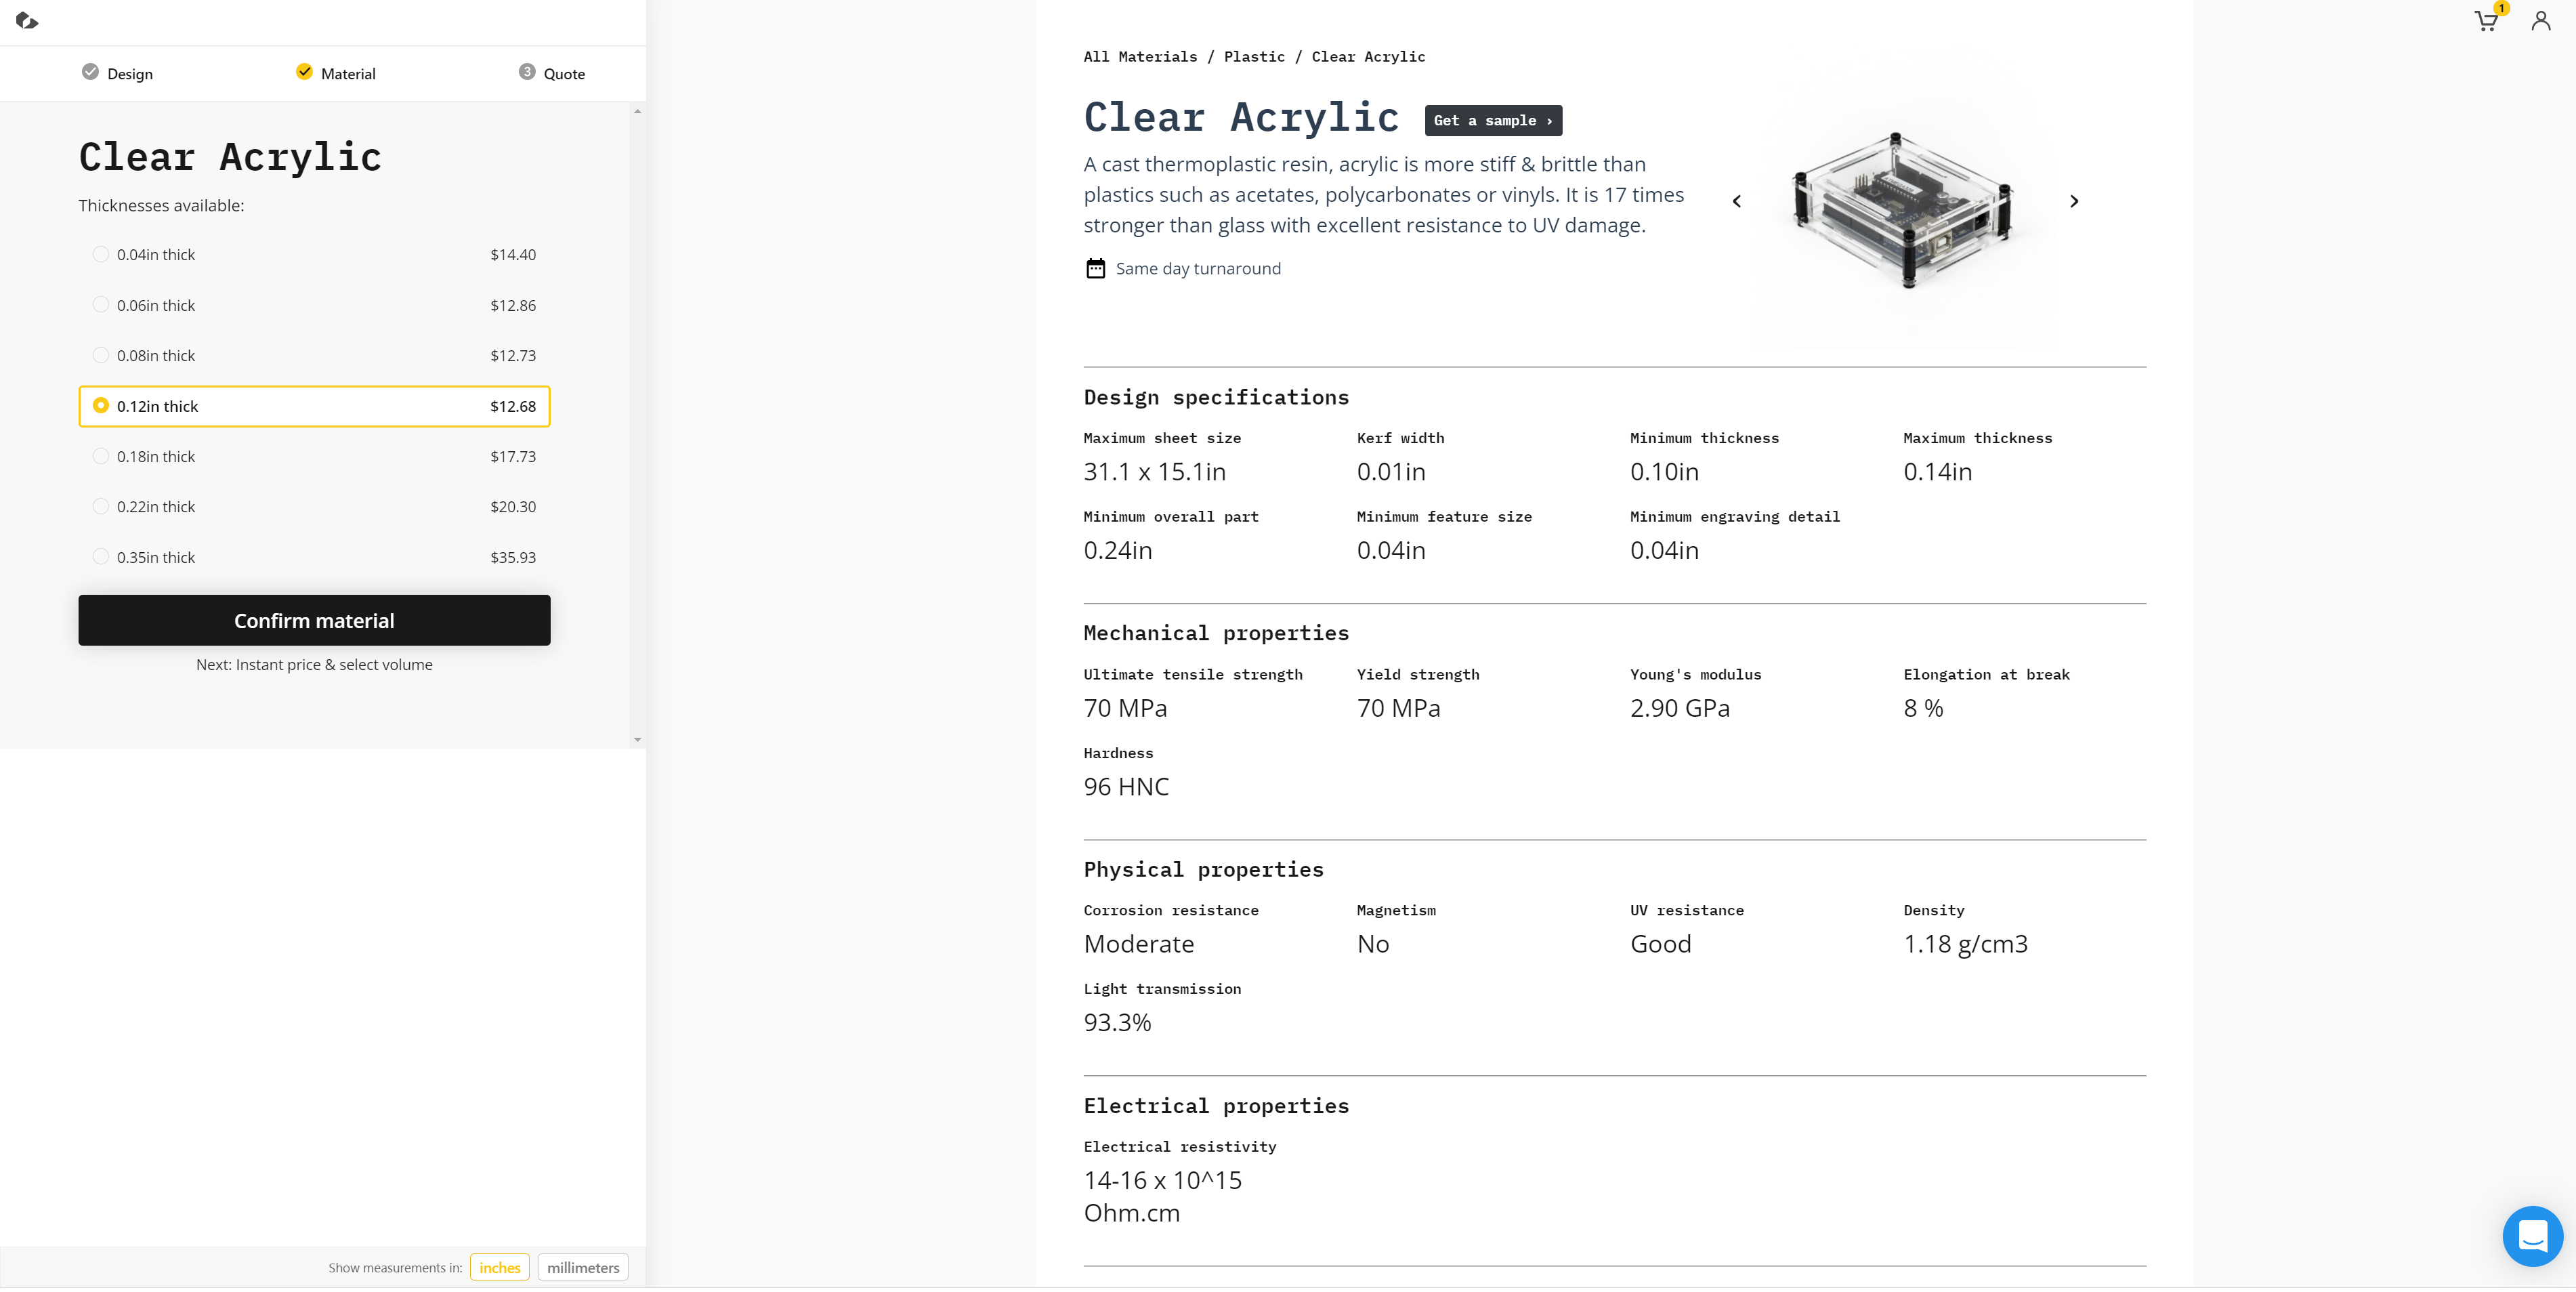 Design
Material
3 Quote
Clear Acrylic
Thicknesses available:
0.04in thick $14.40
0.06in thick $12.86
0.08in thick $12.73
0.12in thick $12.68
0.18in thick $17.73
0.22in thick $20.30
0.35in thick $35.93
Confirm material
Next: Instant price & select volume
Show measurements in: inches millimeters
1
All Materials / Plastic / Clear Acrylic
Clear Acrylic Get a sample ›
A cast thermoplastic resin, acrylic is more stiff & brittle than
plastics such as acetates, polycarbonates or vinyls. It is 17 times
stronger than glass with excellent resistance to UV damage.
Same day turnaround
Design specifications
Maximum sheet size Kerf width Minimum thickness Maximum thickness
31.1 x 15.1in 0.01in 0.10in 0.14in
Minimum overall part Minimum feature size Minimum engraving detail
0.24in 0.04in 0.04in
Mechanical properties
Ultimate tensile strength Yield strength Young's modulus Elongation at break
70 MPa 70 MPa 2.90 GPa 8 %
Hardness
96 HNC
Physical properties
Corrosion resistance Magnetism UV resistance Density
Moderate No Good 1.18 g/cm3
Light transmission
93.3%
Electrical properties
Electrical resistivity
14-16 x 10^15
Ohm.cm